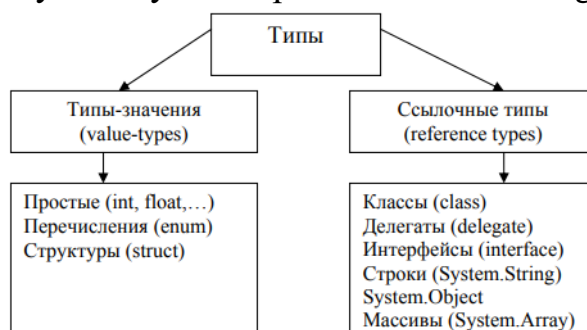 Типы
Типы-значения
(value-types)
Ссылочные типы
(reference types)
Простые (int, float,…)
Перечисления (enum)
Структуры (struct)
Классы (class)
Делегаты (delegate)
Интерфейсы (interface)
Строки (System.String)
System.Object
Массивы (System.Array)